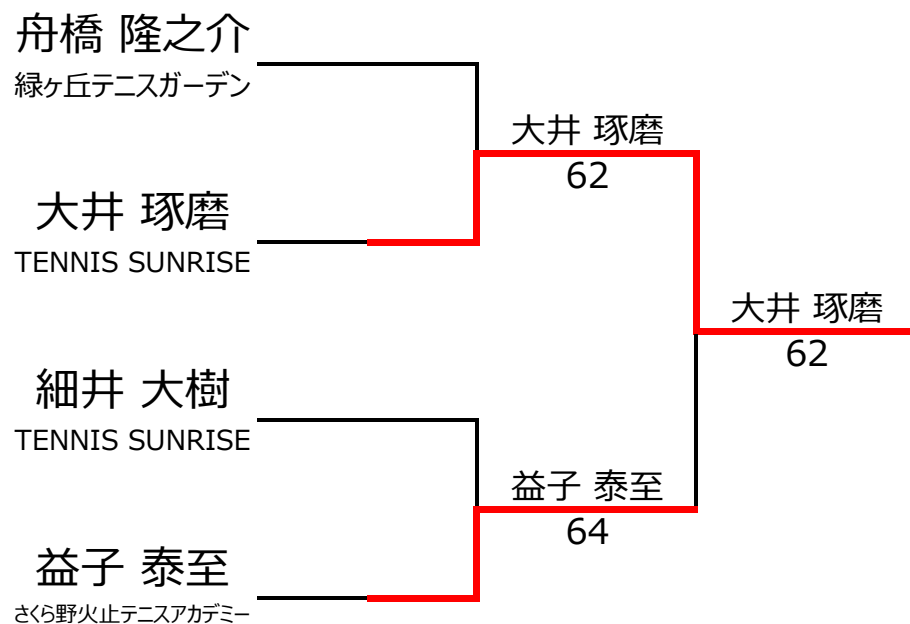 舟橋 隆之介
緑ヶ丘テニスガーデン
大井 琢磨
62
大井 琢磨
TENNIS SUNRISE
大井 琢磨
62
細井 大樹
TENNIS SUNRISE
益子 泰至
64
益子 泰至
さくら野火止テニスアカデミー